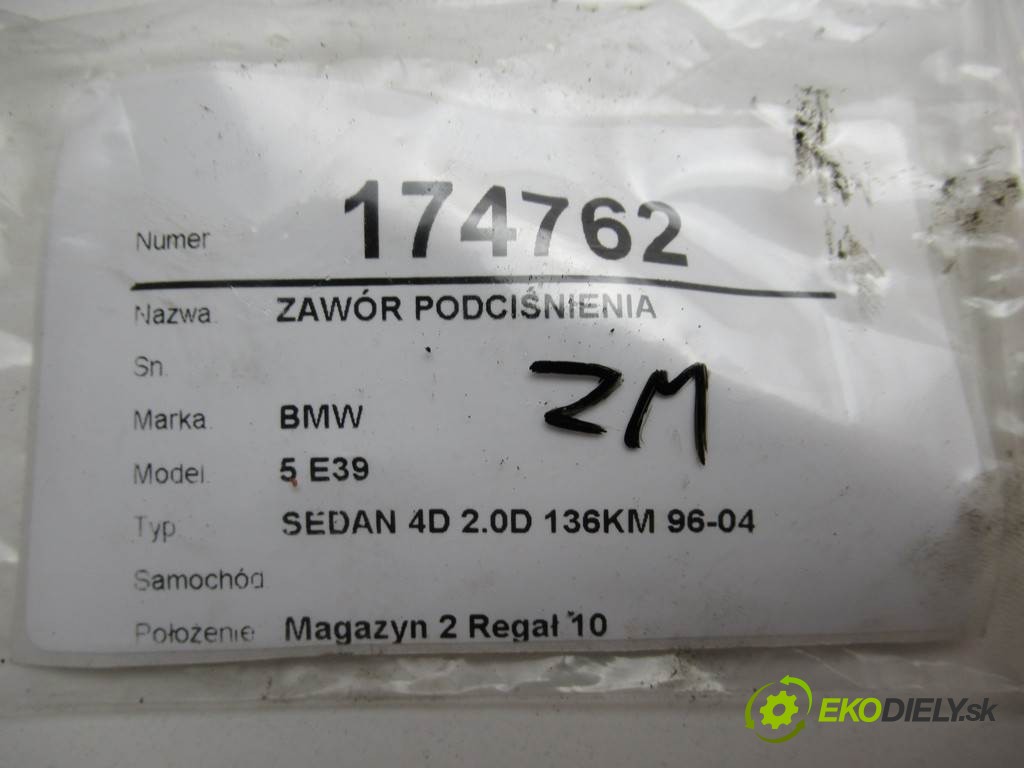 Numer 174762
Nazwa ZAWÓR PODCIŚNIENIA
Sn.
ZM
Marka. BMW
Model. 5 E39
Typ SEDAN 4D 2.0D 136KM 96-04
Samochód
Położenie Magazyn 2 Regał 10
EKODIELY.sk